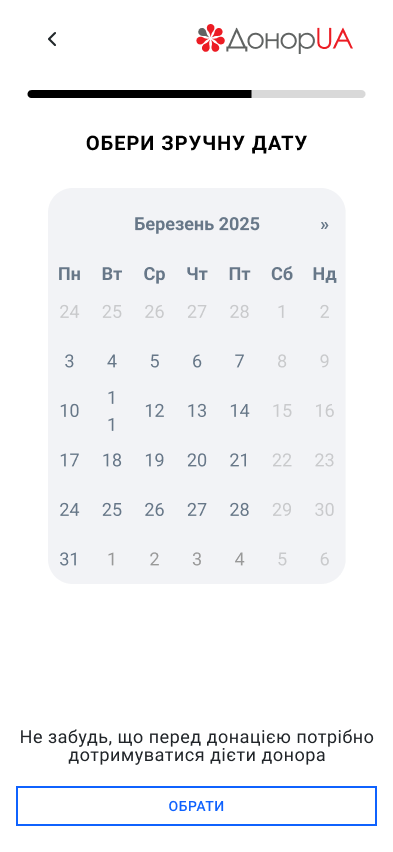 ДонорUA
ОБЕРИ ЗРУЧНУ ДАТУ
Березень 2025 »
Пн Вт Ср Чт Пт Сб Нд
24 25 26 27 28 1 2
3 4 5 6 7 8 9
10 11 12 13 14 15 16
17 18 19 20 21 22 23
24 25 26 27 28 29 30
31 1 2 3 4 5 6
Не забудь, що перед донацією потрібно
дотримуватися дієти донора
ОБРАТИ